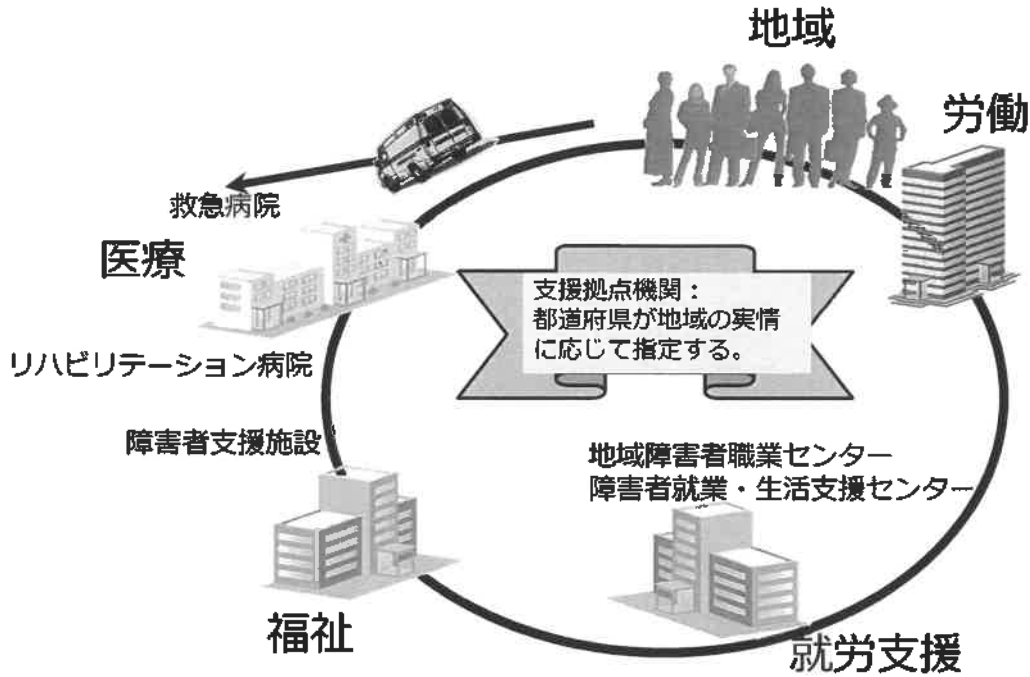 地域
労働
救急病院
医療
支援拠点機関：
都道府県が地域の実情
に応じて指定する。
リハビリテーション病院
障害者支援施設
地域障害者職業センター
障害者就業・生活支援センター
福祉
就労支援